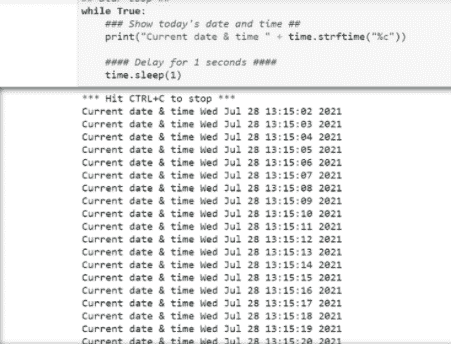 while True:
### Show today's date and time ##
print("Current date & time " + time.strftime("%c"))
#### Delay for 1 seconds ####
time.sleep(1)
*** Hit CTRL+C to stop ***
Current date & time Wed Jul 28 13:15:02 2021
Current date & time Wed Jul 28 13:15:03 2021
Current date & time Wed Jul 28 13:15:04 2021
Current date & time Wed Jul 28 13:15:05 2021
Current date & time Wed Jul 28 13:15:06 2021
Current date & time Wed Jul 28 13:15:07 2021
Current date & time Wed Jul 28 13:15:08 2021
Current date & time Wed Jul 28 13:15:09 2021
Current date & time Wed Jul 28 13:15:10 2021
Current date & time Wed Jul 28 13:15:11 2021
Current date & time Wed Jul 28 13:15:12 2021
Current date & time Wed Jul 28 13:15:13 2021
Current date & time Wed Jul 28 13:15:14 2021
Current date & time Wed Jul 28 13:15:15 2021
Current date & time Wed Jul 28 13:15:16 2021
Current date & time Wed Jul 28 13:15:17 2021
Current date & time Wed Jul 28 13:15:18 2021
Current date & time Wed Jul 28 13:15:19 2021
Current date & time Wed Jul 28 13:15:20 2021